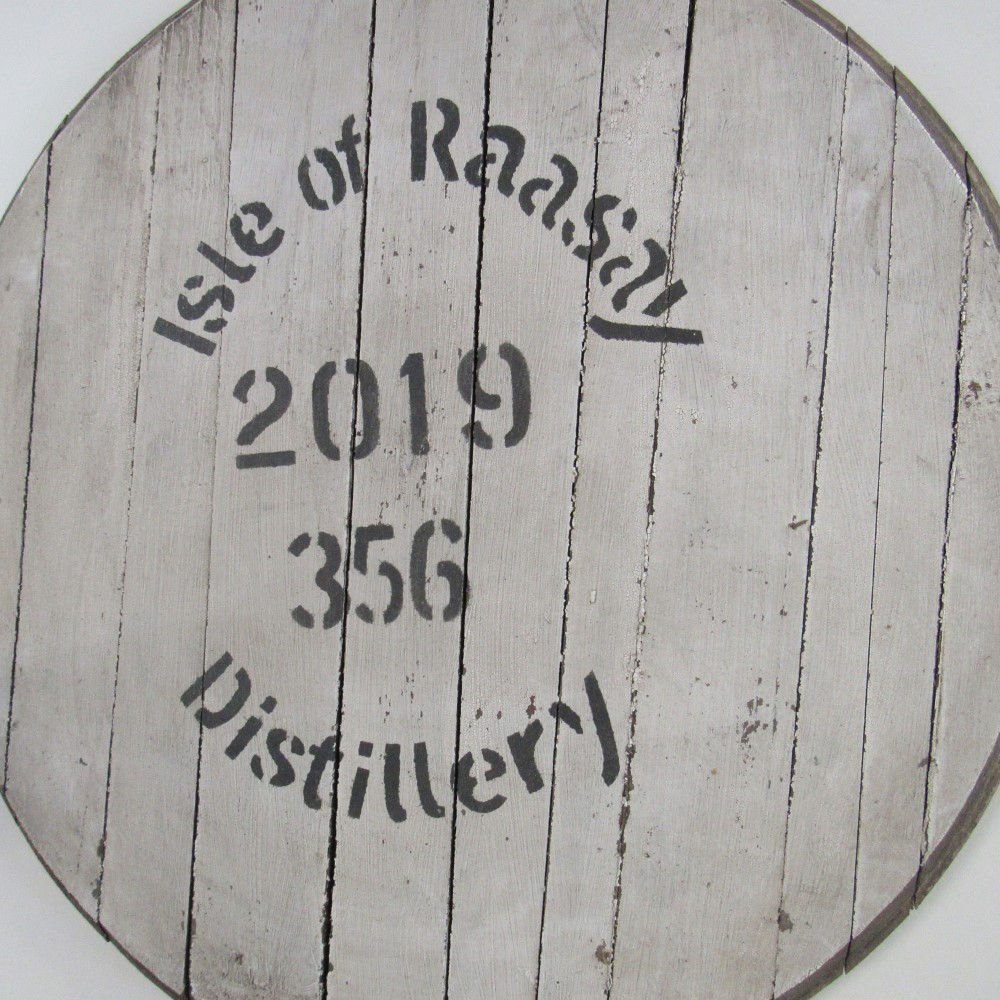 Isle of Raasay
2019
356
Distillery